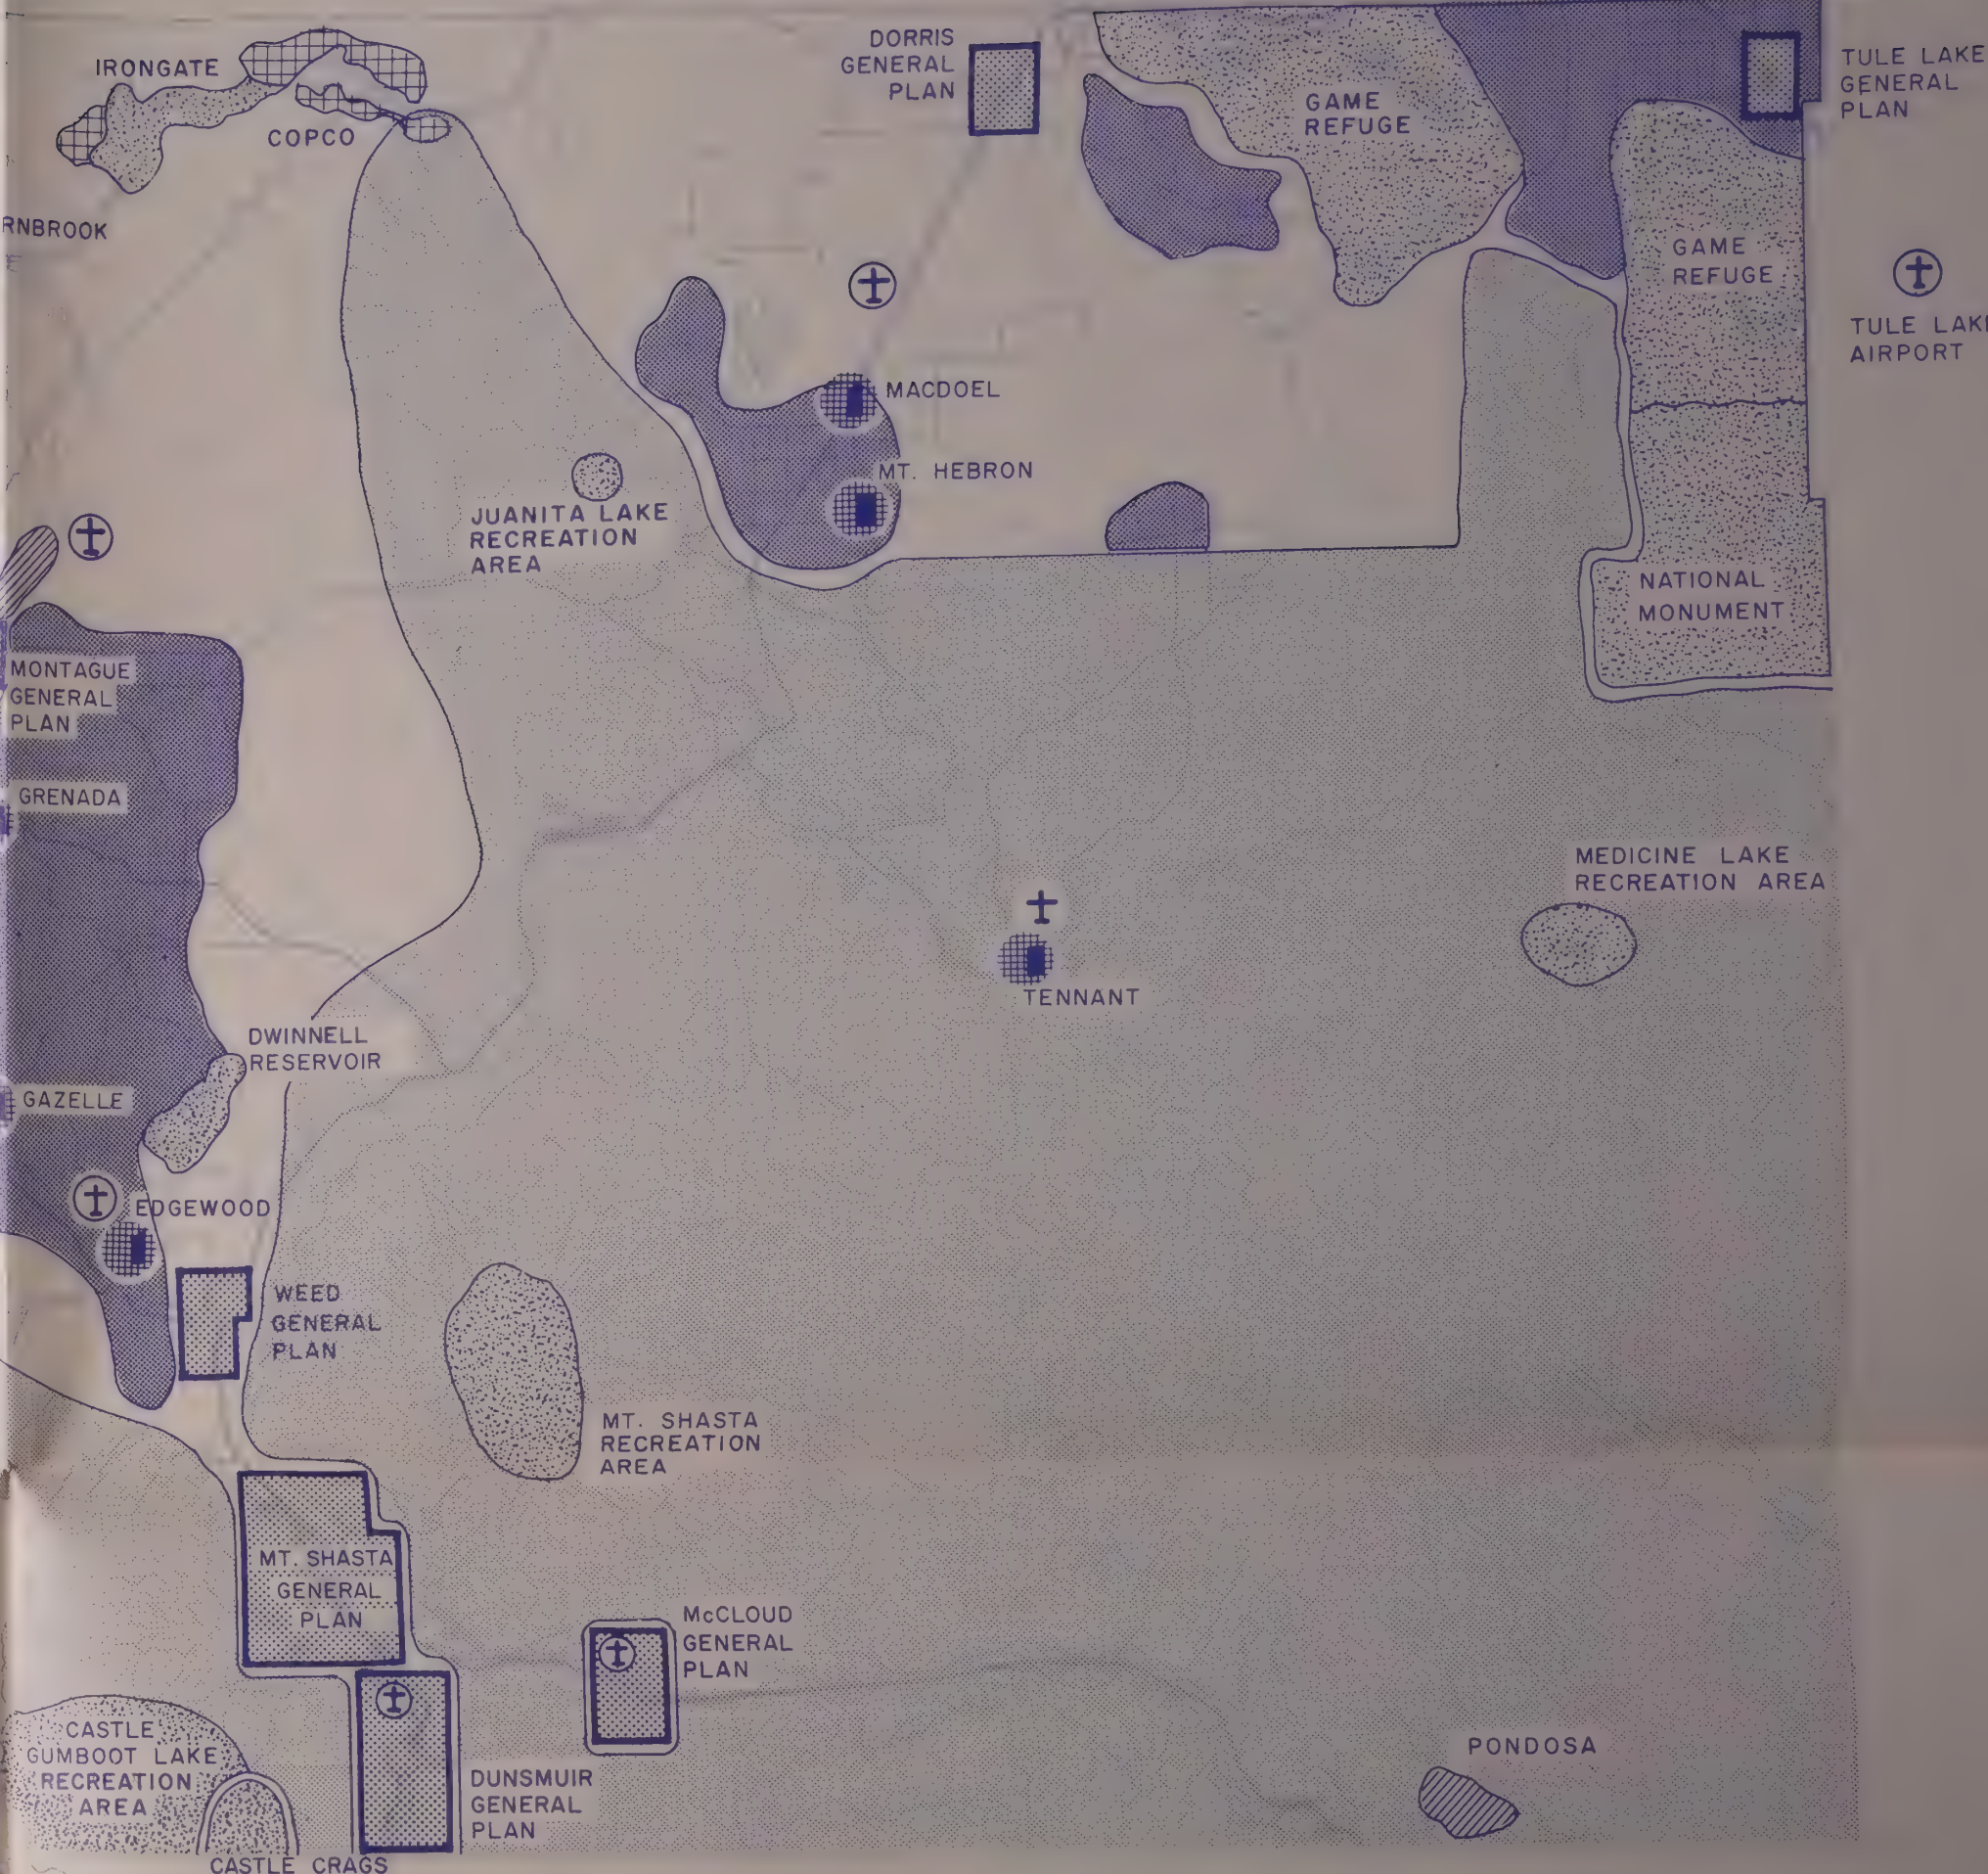 IRONGATE
COPCO
RNBROOK
DORRIS
GENERAL
PLAN
GAME
REFUGE
TULE LAKE
GENERAL
PLAN
GAME
REFUGE
TULE LAKE
AIRPORT
MACDOEL
MT. HEBRON
JUANITA LAKE
RECREATION
AREA
NATIONAL
MONUMENT
MONTAGUE
GENERAL
PLAN
GRENADA
MEDICINE LAKE
RECREATION AREA
TENNANT
DWINNELL
RESERVOIR
GAZELLE
EDGEWOOD
WEED
GENERAL
PLAN
MT. SHASTA
RECREATION
AREA
MT. SHASTA
GENERAL
PLAN
McCLOUD
GENERAL
PLAN
CASTLE
GUMBOOT LAKE
RECREATION
AREA
DUNSMUIR
GENERAL
PLAN
PONDOSA
CASTLE CRAGS